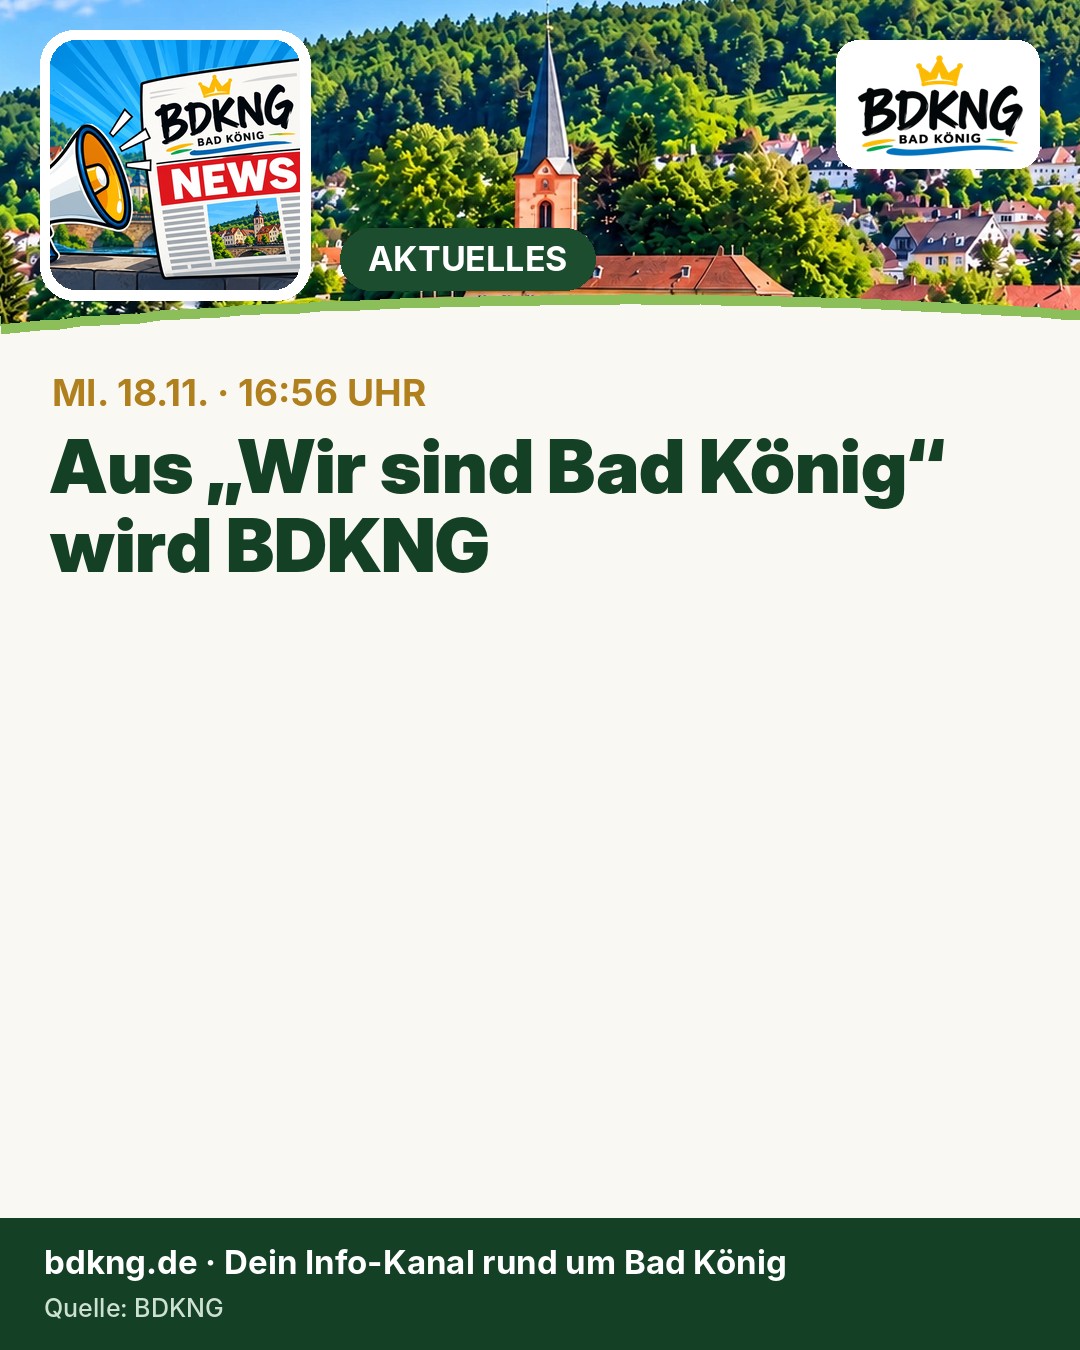 BDKNG
BAD KÖNIG
NEWS
BDKNG
BAD KÖNIG
AKTUELLES
MI. 18.11. · 16:56 UHR
Aus „Wir sind Bad König“
wird BDKNG
bdkng.de · Dein Info-Kanal rund um Bad König
Quelle: BDKNG